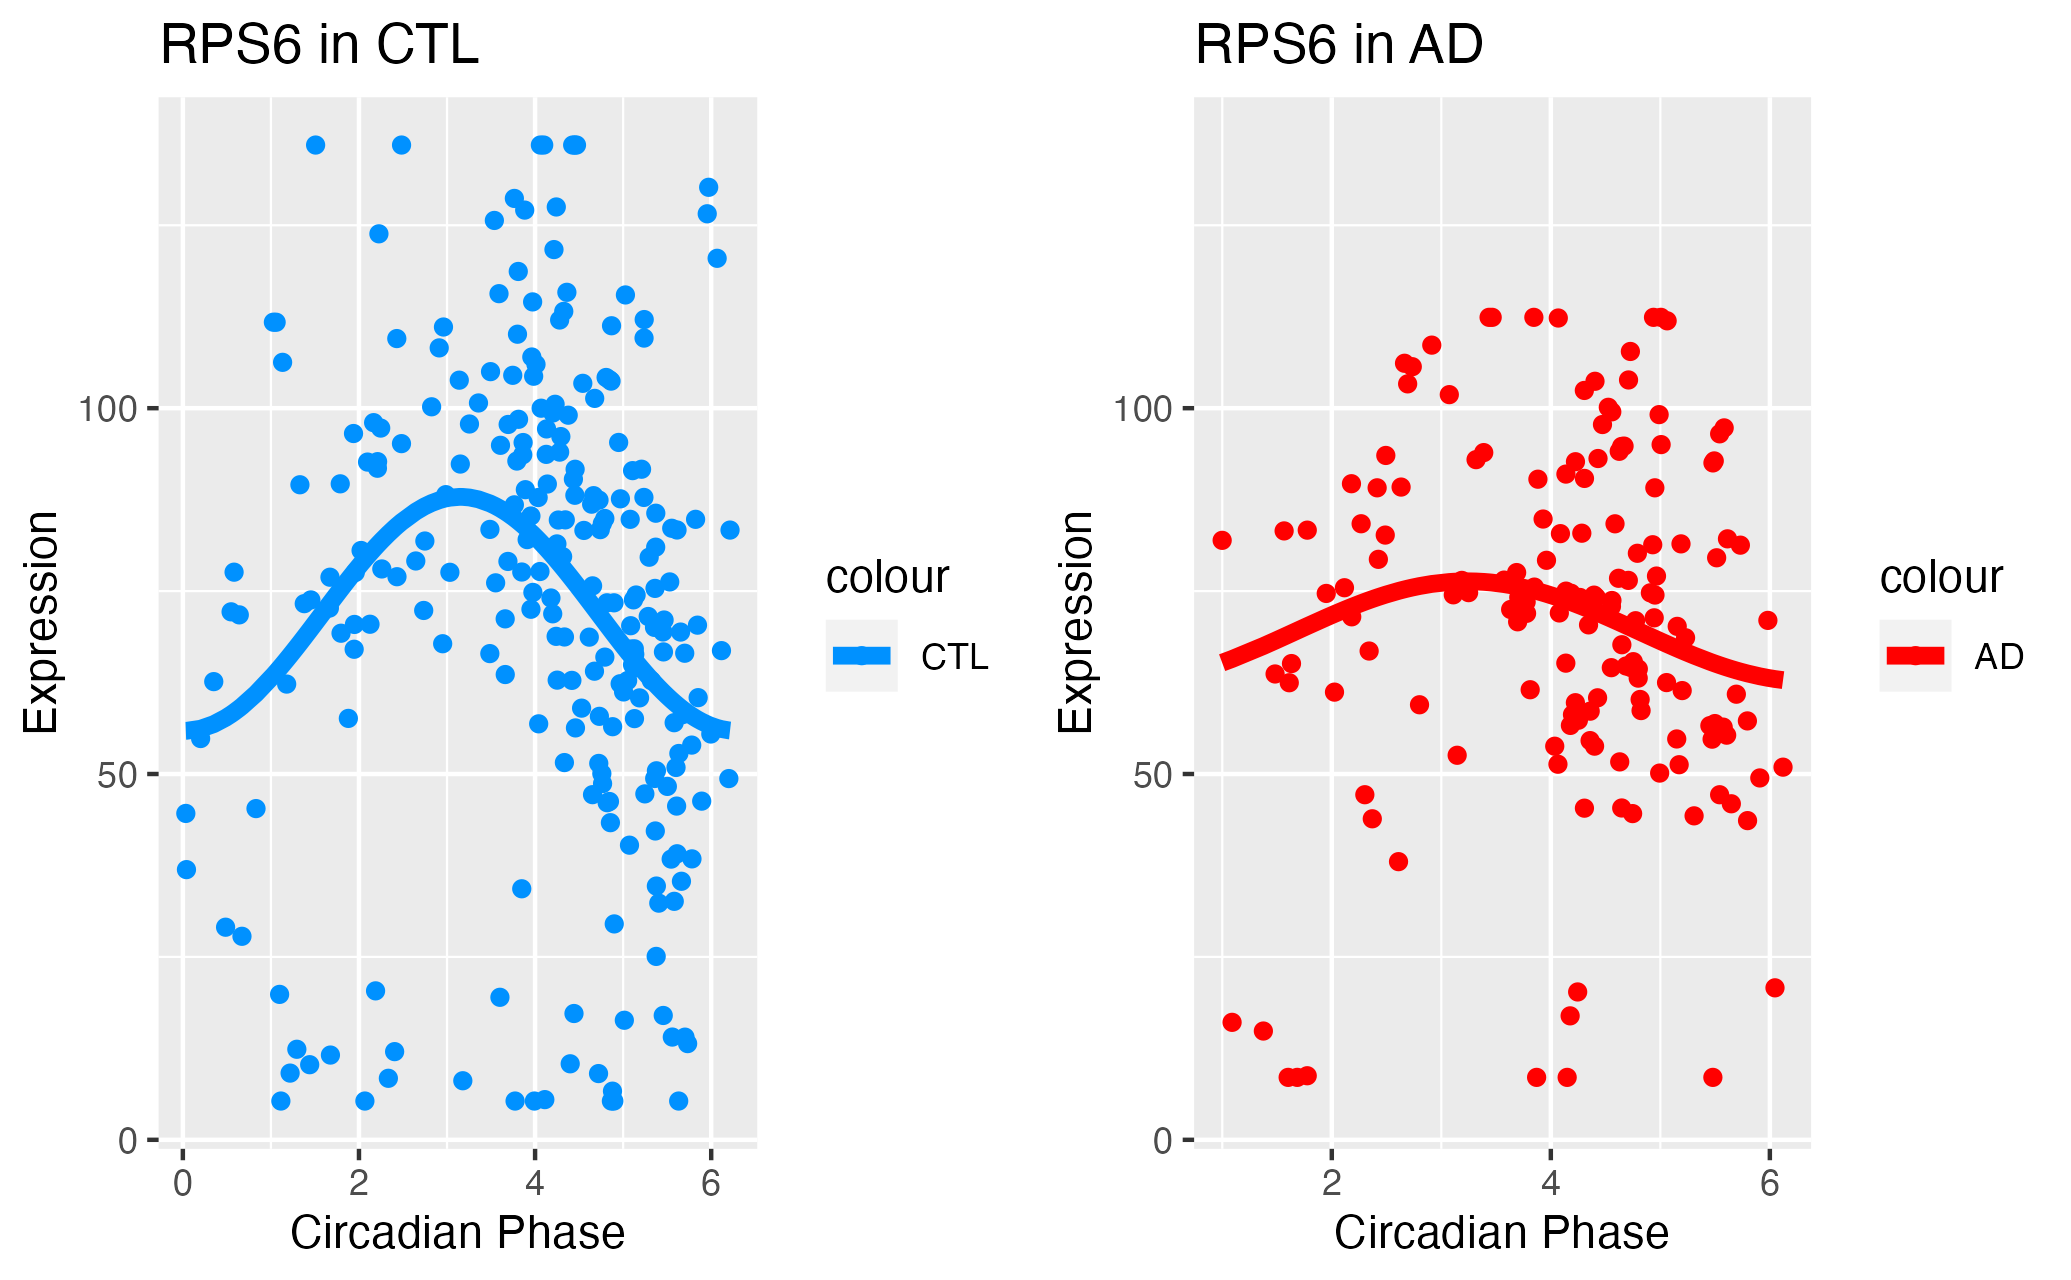 RPS6 in CTL
Expression
100
50
0
0 2 4 6
Circadian Phase
colour
CTL
RPS6 in AD
Expression
100
50
0
2 4 6
Circadian Phase
colour
AD